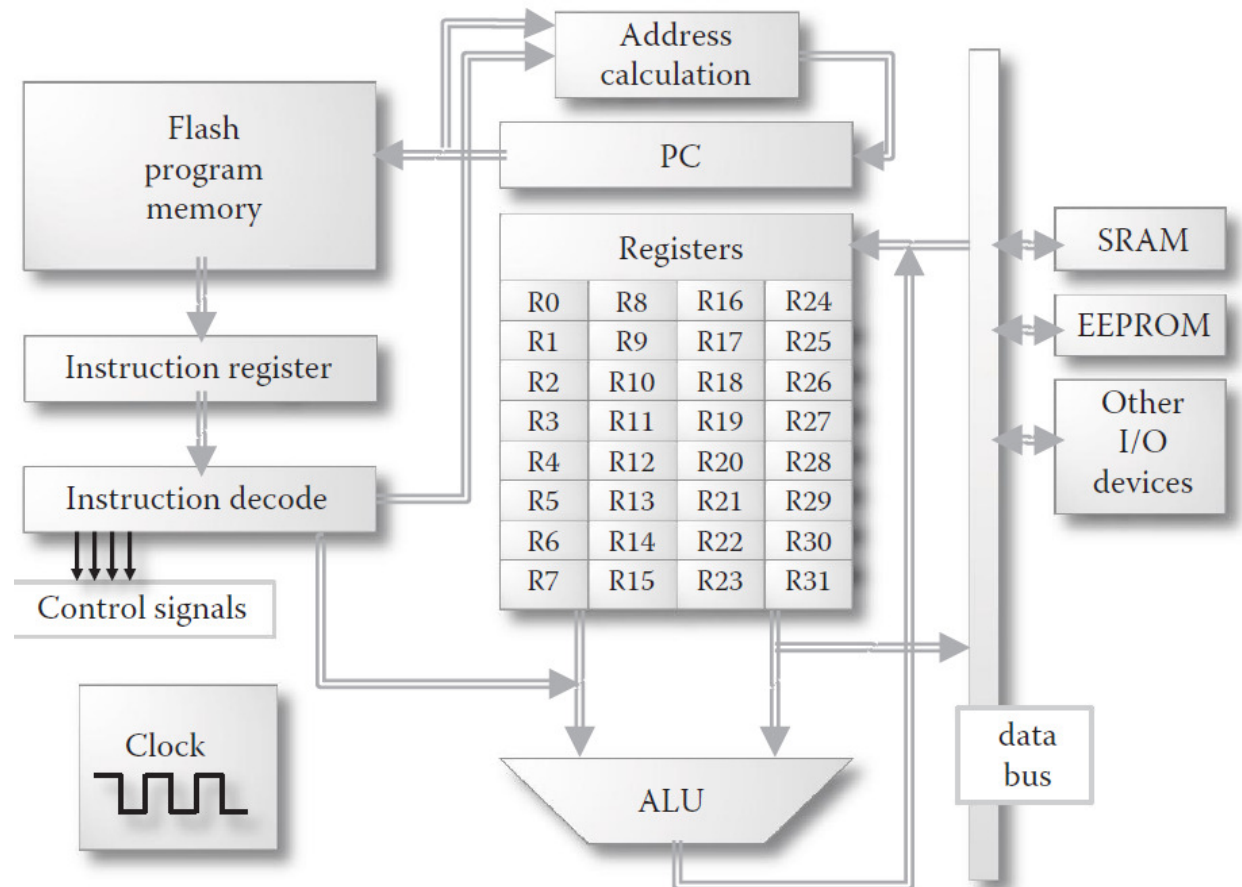 Address
calculation
Flash
program
memory
PC
Registers
R0 R8 R16 R24
R1 R9 R17 R25
R2 R10 R18 R26
R3 R11 R19 R27
R4 R12 R20 R28
R5 R13 R21 R29
R6 R14 R22 R30
R7 R15 R23 R31
Instruction register
Instruction decode
Control signals
Clock
ALU
SRAM
EEPROM
Other
I/O
devices
data
bus